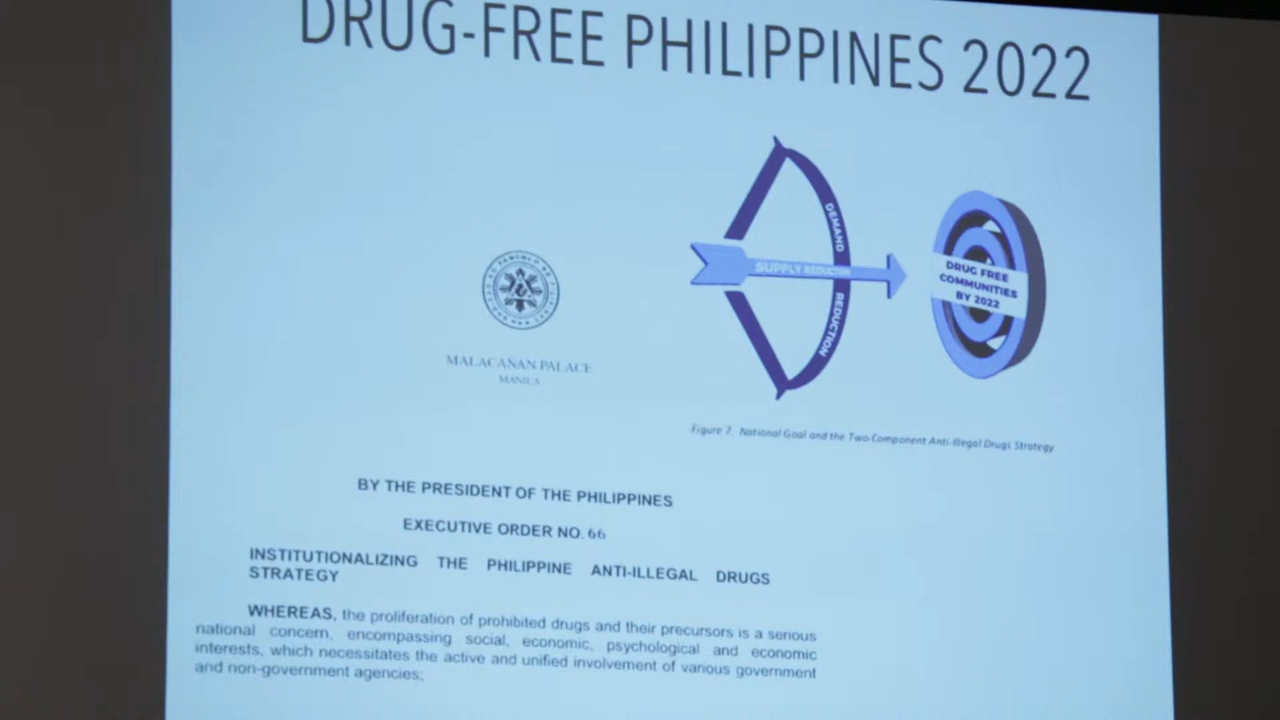 DRUG-FREE PHILIPPINES 2022
DEMAND
SUPPLY REDUCTION
REDUCTION
DRUG FREE
COMMUNITIES
BY 2022
MALACAÑAN PALACE
MANILA
Figure 7. National Goal and the Two-Component Anti-Illegal Drugs Strategy
BY THE PRESIDENT OF THE PHILIPPINES
EXECUTIVE ORDER NO. 66
INSTITUTIONALIZING THE PHILIPPINE ANTI-ILLEGAL DRUGS
STRATEGY
WHEREAS, the proliferation of prohibited drugs and their precursors is a serious
national concern, encompassing social, economic, psychological and economic
interests, which necessitates the active and unified involvement of various government
and non-government agencies;